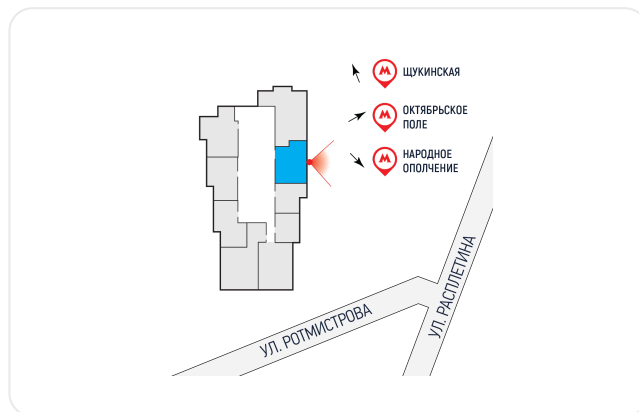 М ЩУКИНСКАЯ
М ОКТЯБРЬСКОЕ
ПОЛЕ
М НАРОДНОЕ
ОПОЛЧЕНИЕ
УЛ. РОТМИСТРОВА
УЛ. РАСПЛЕТИНА